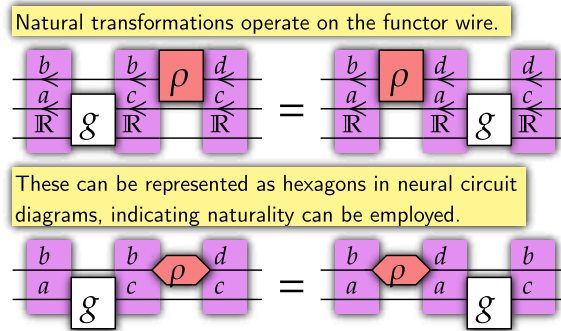 Natural transformations operate on the functor wire.
b b ρ d = b ρ d d
a c c a a c
ℝ g ℝ ℝ ℝ ℝ g ℝ
These can be represented as hexagons in neural circuit
diagrams, indicating naturality can be employed.
b b ρ d = b ρ d b
a g c c a a g c